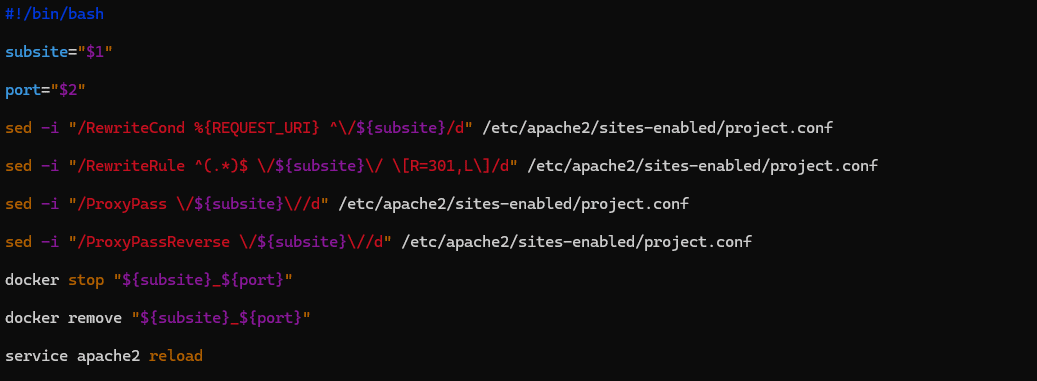 #!/bin/bash
subsite="$1"
port="$2"
sed -i "/RewriteCond %{REQUEST_URI} ^\/${subsite}/d" /etc/apache2/sites-enabled/project.conf
sed -i "/RewriteRule ^(.*)$ \/${subsite}\/ \[R=301,L\]/d" /etc/apache2/sites-enabled/project.conf
sed -i "/ProxyPass \/${subsite}\//d" /etc/apache2/sites-enabled/project.conf
sed -i "/ProxyPassReverse \/${subsite}\//d" /etc/apache2/sites-enabled/project.conf
docker stop "${subsite}_${port}"
docker remove "${subsite}_${port}"
service apache2 reload